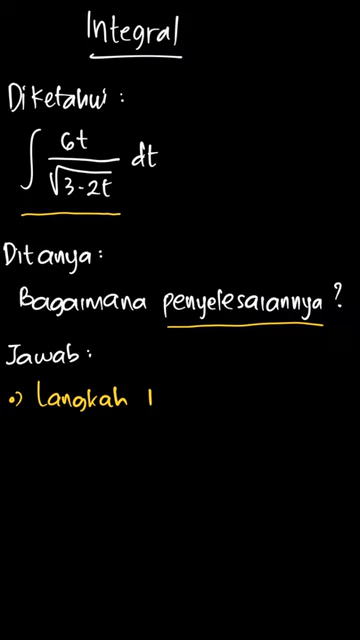 Integral
Diketahui :
∫ 6t / √(3 - 2t) dt
Ditanya :
Bagaimana penyelesaiannya ?
Jawab :
•) Langkah 1